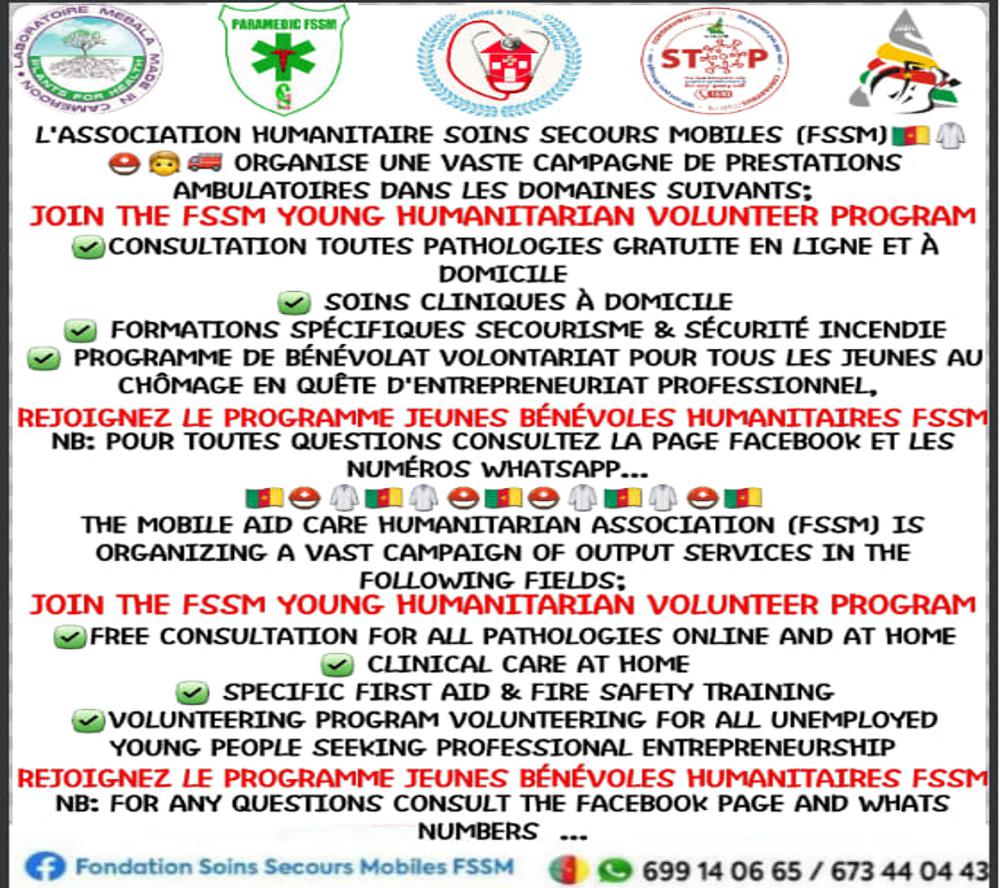 LABORATOIRE MEBALA MADE IN CAMEROON
PLANTS FOR HEALTH
PARAMEDIC FSSM
STOP
L'ASSOCIATION HUMANITAIRE SOINS SECOURS MOBILES (FSSM)
ORGANISE UNE VASTE CAMPAGNE DE PRESTATIONS
AMBULATOIRES DANS LES DOMAINES SUIVANTS;
JOIN THE FSSM YOUNG HUMANITARIAN VOLUNTEER PROGRAM
CONSULTATION TOUTES PATHOLOGIES GRATUITE EN LIGNE ET À
DOMICILE
SOINS CLINIQUES À DOMICILE
FORMATIONS SPÉCIFIQUES SECOURISME & SÉCURITÉ INCENDIE
PROGRAMME DE BÉNÉVOLAT VOLONTARIAT POUR TOUS LES JEUNES AU
CHÔMAGE EN QUÊTE D'ENTREPRENEURIAT PROFESSIONNEL,
REJOIGNEZ LE PROGRAMME JEUNES BÉNÉVOLES HUMANITAIRES FSSM
NB: POUR TOUTES QUESTIONS CONSULTEZ LA PAGE FACEBOOK ET LES
NUMÉROS WHATSAPP...
THE MOBILE AID CARE HUMANITARIAN ASSOCIATION (FSSM) IS
ORGANIZING A VAST CAMPAIGN OF OUTPUT SERVICES IN THE
FOLLOWING FIELDS;
JOIN THE FSSM YOUNG HUMANITARIAN VOLUNTEER PROGRAM
FREE CONSULTATION FOR ALL PATHOLOGIES ONLINE AND AT HOME
CLINICAL CARE AT HOME
SPECIFIC FIRST AID & FIRE SAFETY TRAINING
VOLUNTEERING PROGRAM VOLUNTEERING FOR ALL UNEMPLOYED
YOUNG PEOPLE SEEKING PROFESSIONAL ENTREPRENEURSHIP
REJOIGNEZ LE PROGRAMME JEUNES BÉNÉVOLES HUMANITAIRES FSSM
NB: FOR ANY QUESTIONS CONSULT THE FACEBOOK PAGE AND WHATS
NUMBERS ...
Fondation Soins Secours Mobiles FSSM
699 14 06 65 / 673 44 04 43